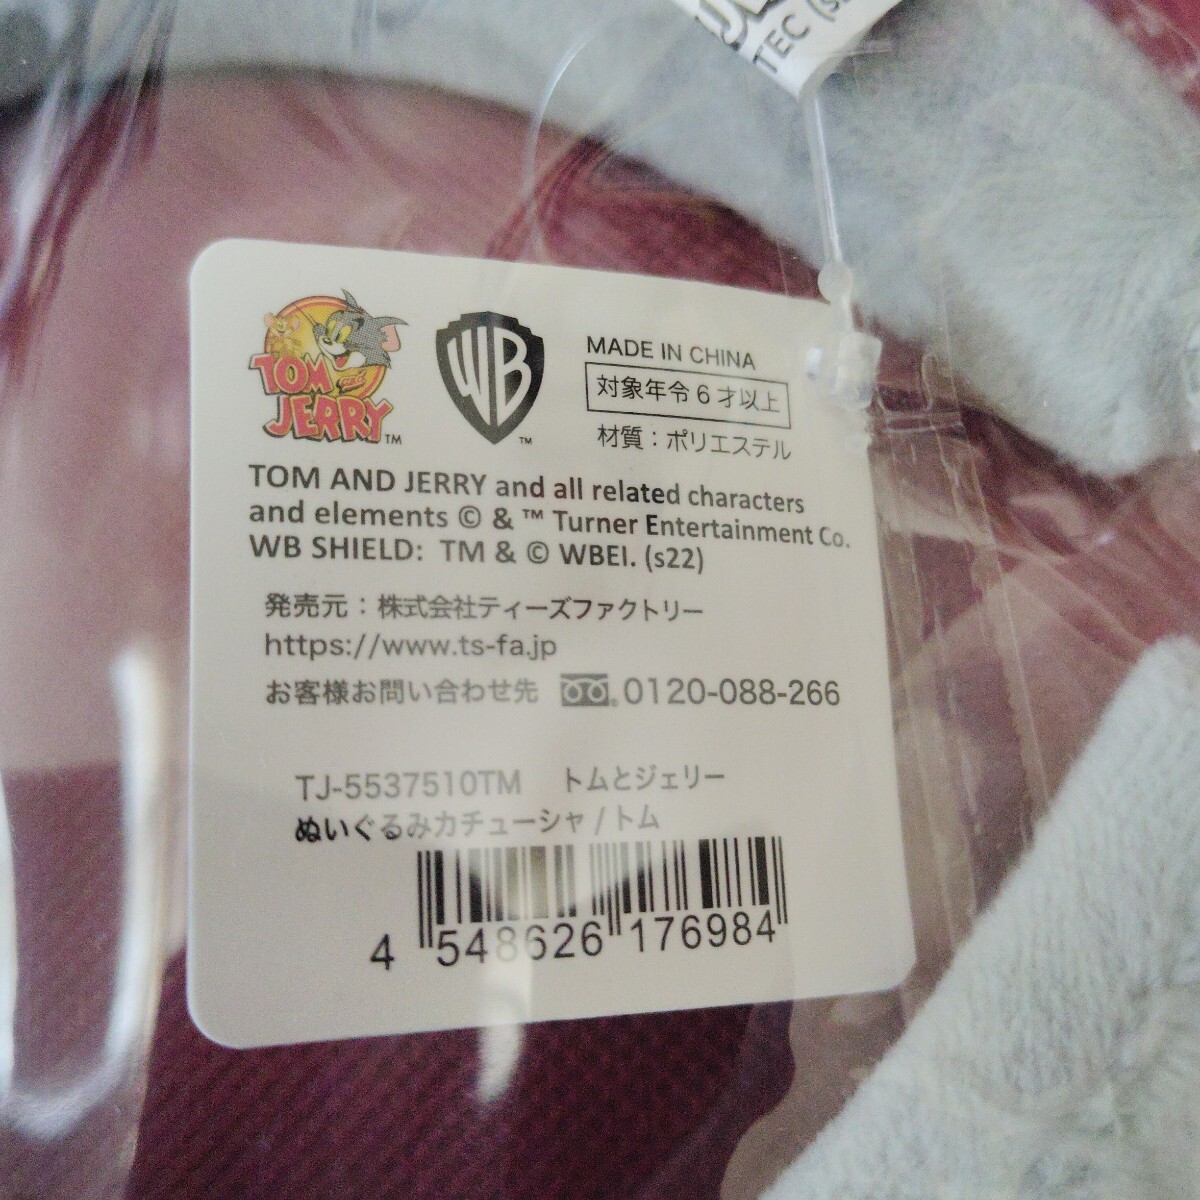 TEC (s
TOM
AND
JERRY™
WB™
MADE IN CHINA
対象年令6才以上
材質：ポリエステル
TOM AND JERRY and all related characters
and elements © & ™ Turner Entertainment Co.
WB SHIELD: TM & © WBEI. (s22)
発売元：株式会社ティーズファクトリー
https://www.ts-fa.jp
お客様お問い合わせ先 0120-088-266
TJ-5537510TM トムとジェリー
ぬいぐるみカチューシャ/トム
4 548626 176984